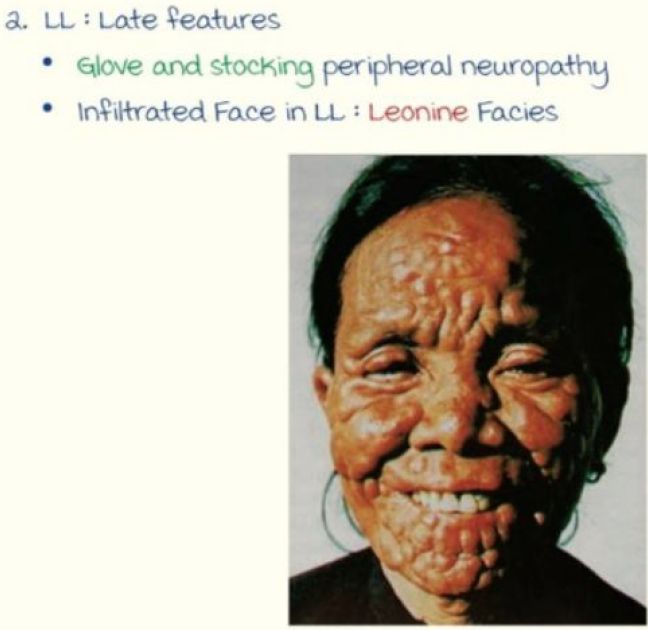 2. LL : Late features
• Glove and stocking peripheral neuropathy
• Infiltrated Face in LL : Leonine Facies